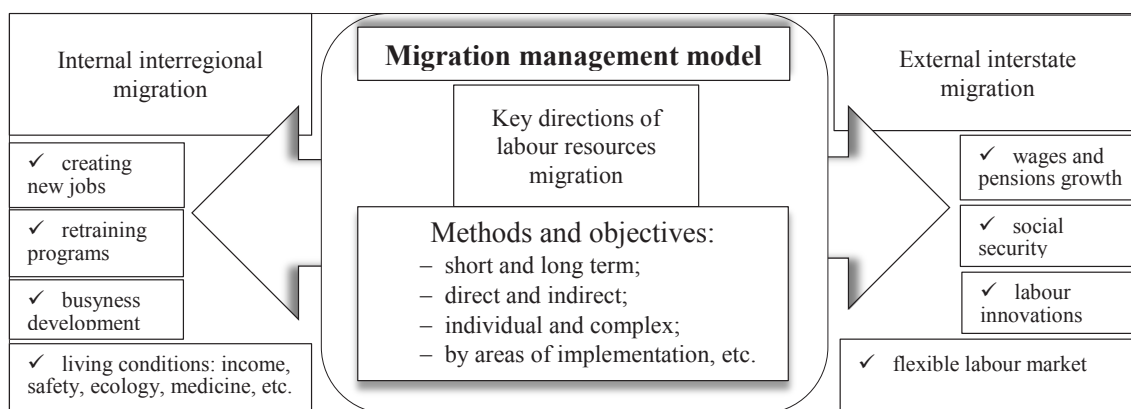 Internal interregional
migration
✓ creating
new jobs
✓ retraining
programs
✓ busyness
development
✓ living conditions: income,
safety, ecology, medicine, etc.
Migration management model
Key directions of
labour resources
migration
Methods and objectives:
– short and long term;
– direct and indirect;
– individual and complex;
– by areas of implementation, etc.
External interstate
migration
✓ wages and
pensions growth
✓ social
security
✓ labour
innovations
✓ flexible labour market